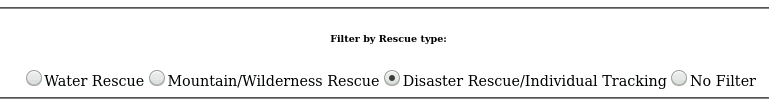 Filter by Rescue type:
Water Rescue Mountain/Wilderness Rescue Disaster Rescue/Individual Tracking No Filter